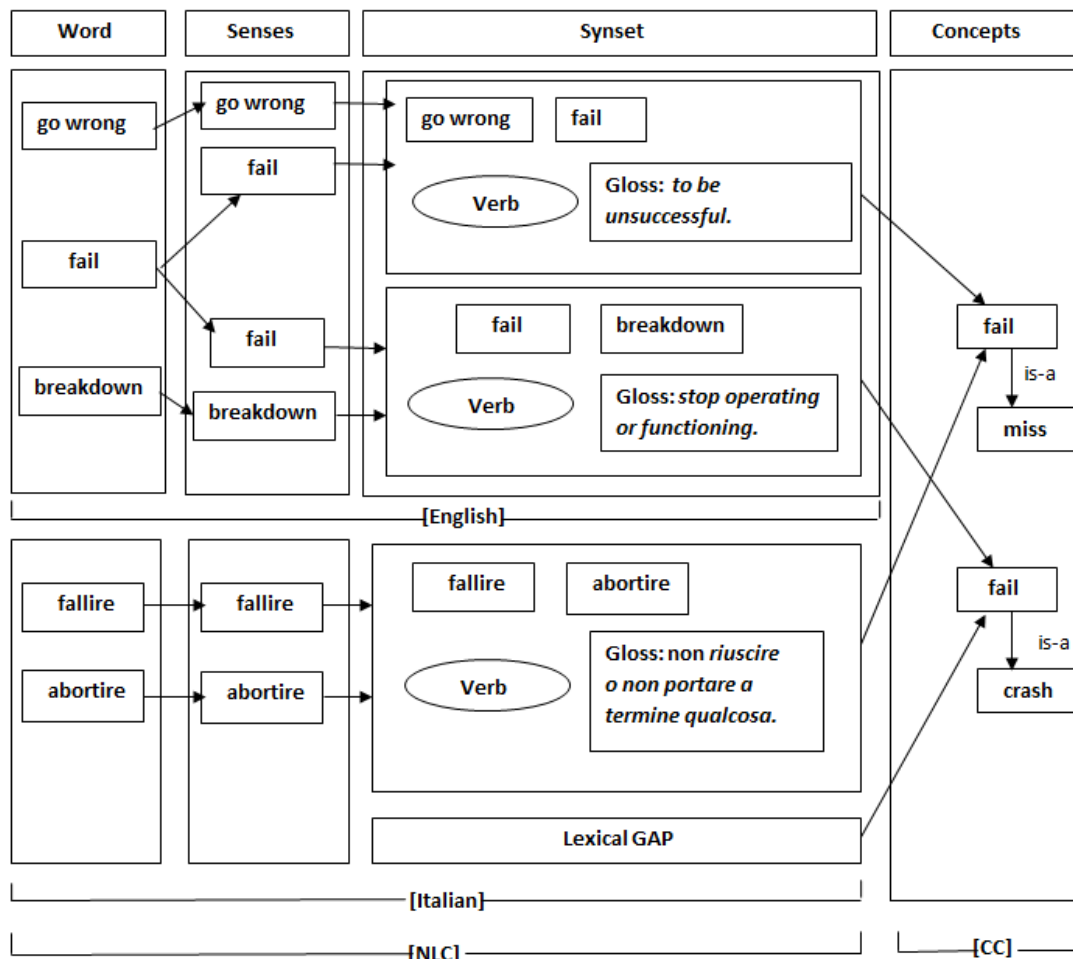 Word
Senses
Synset
Concepts
go wrong
fail
breakdown
go wrong
fail
fail
breakdown
go wrong
fail
Verb
Gloss: to be
unsuccessful.
fail
breakdown
Verb
Gloss: stop operating
or functioning.
[English]
fallire
abortire
fallire
abortire
fallire
abortire
Verb
Gloss: non riuscire
o non portare a
termine qualcosa.
Lexical GAP
[Italian]
[NLC]
fail
is-a
miss
fail
is-a
crash
[CC]